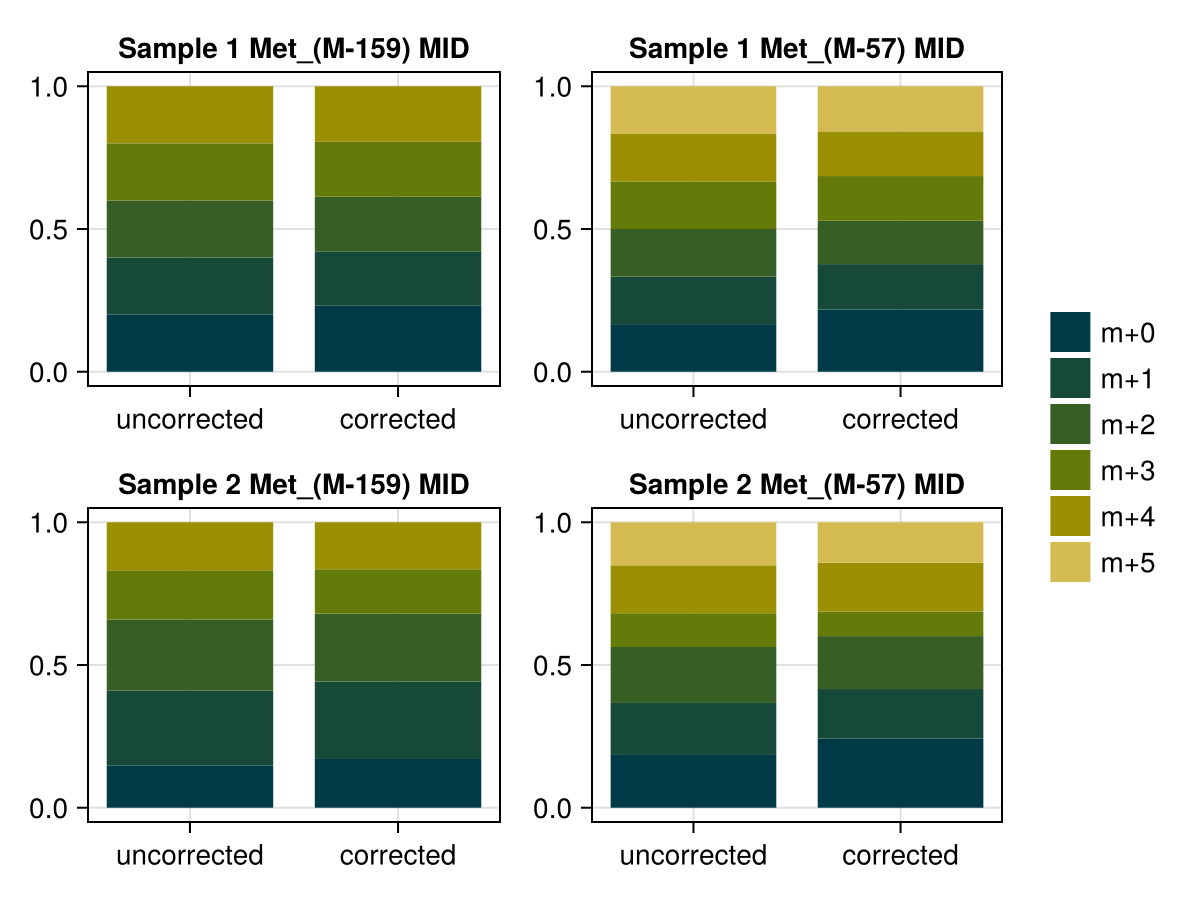 Sample 1 Met_(M-159) MID
1.0
0.5
0.0
uncorrected corrected
Sample 1 Met_(M-57) MID
1.0
0.5
0.0
uncorrected corrected
Sample 2 Met_(M-159) MID
1.0
0.5
0.0
uncorrected corrected
Sample 2 Met_(M-57) MID
1.0
0.5
0.0
uncorrected corrected
m+0
m+1
m+2
m+3
m+4
m+5